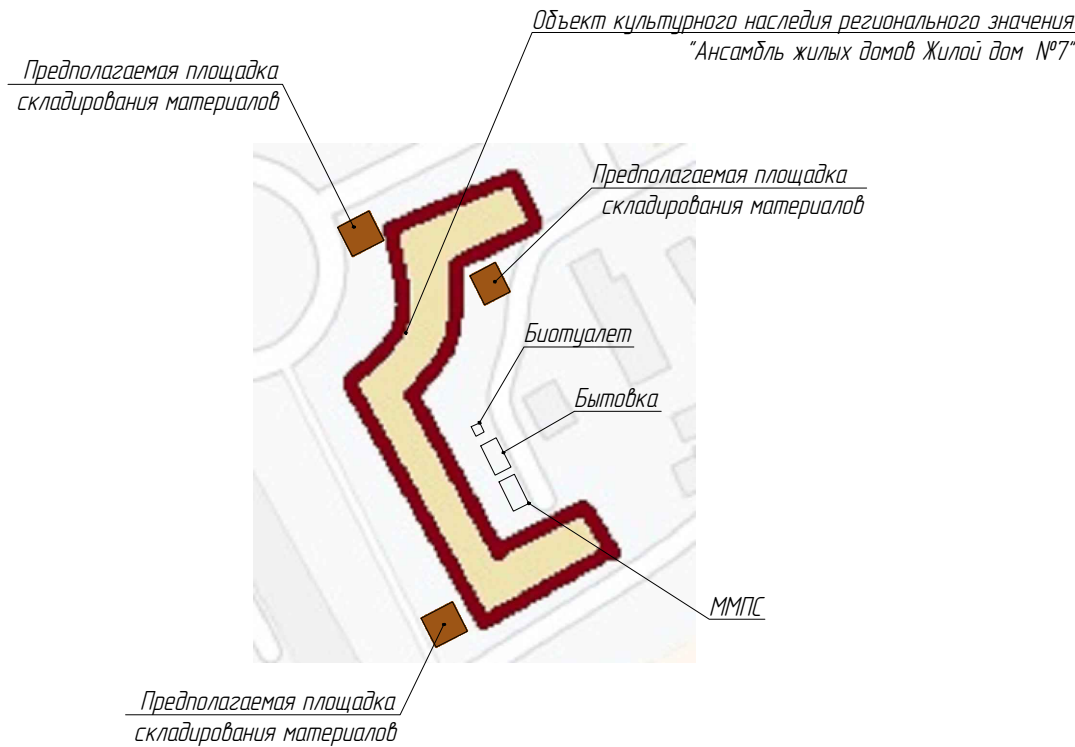 Объект культурного наследия регионального значения
"Ансамбль жилых домов Жилой дом №7"
Предполагаемая площадка
складирования материалов
Предполагаемая площадка
складирования материалов
Биотуалет
Бытовка
ММПС
Предполагаемая площадка
складирования материалов